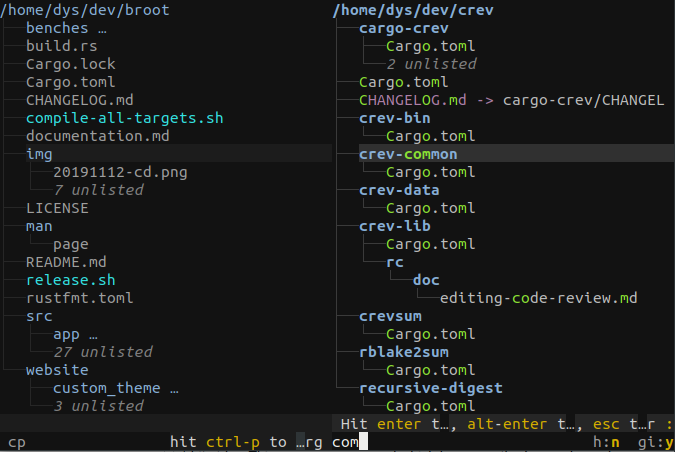 /home/dys/dev/broot
benches …
build.rs
Cargo.lock
Cargo.toml
CHANGELOG.md
compile-all-targets.sh
documentation.md
img
20191112-cd.png
7 unlisted
LICENSE
man
page
README.md
release.sh
rustfmt.toml
src
app …
27 unlisted
website
custom_theme …
3 unlisted
cp
hit ctrl-p to …rg
/home/dys/dev/crev
cargo-crev
Cargo.toml
2 unlisted
Cargo.toml
CHANGELOG.md -> cargo-crev/CHANGEL
crev-bin
Cargo.toml
crev-common
Cargo.toml
crev-data
Cargo.toml
crev-lib
Cargo.toml
rc
doc
editing-code-review.md
crevsum
Cargo.toml
rblake2sum
Cargo.toml
recursive-digest
Cargo.toml
Hit enter t…, alt-enter t…, esc t…r :
com
h:n gi:y